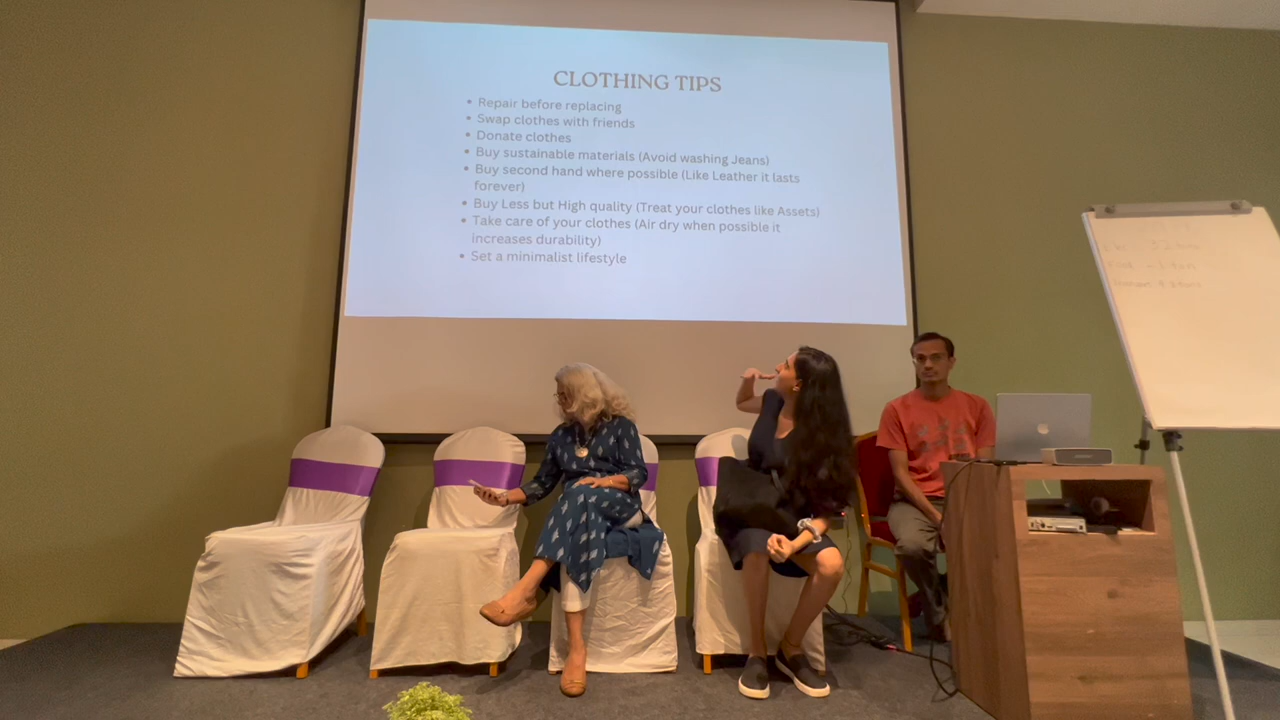 CLOTHING TIPS
• Repair before replacing
• Swap clothes with friends
• Donate clothes
• Buy sustainable materials (Avoid washing Jeans)
• Buy second hand where possible (Like Leather it lasts
forever)
• Buy Less but High quality (Treat your clothes like Assets)
• Take care of your clothes (Air dry when possible it
increases durability)
• Set a minimalist lifestyle